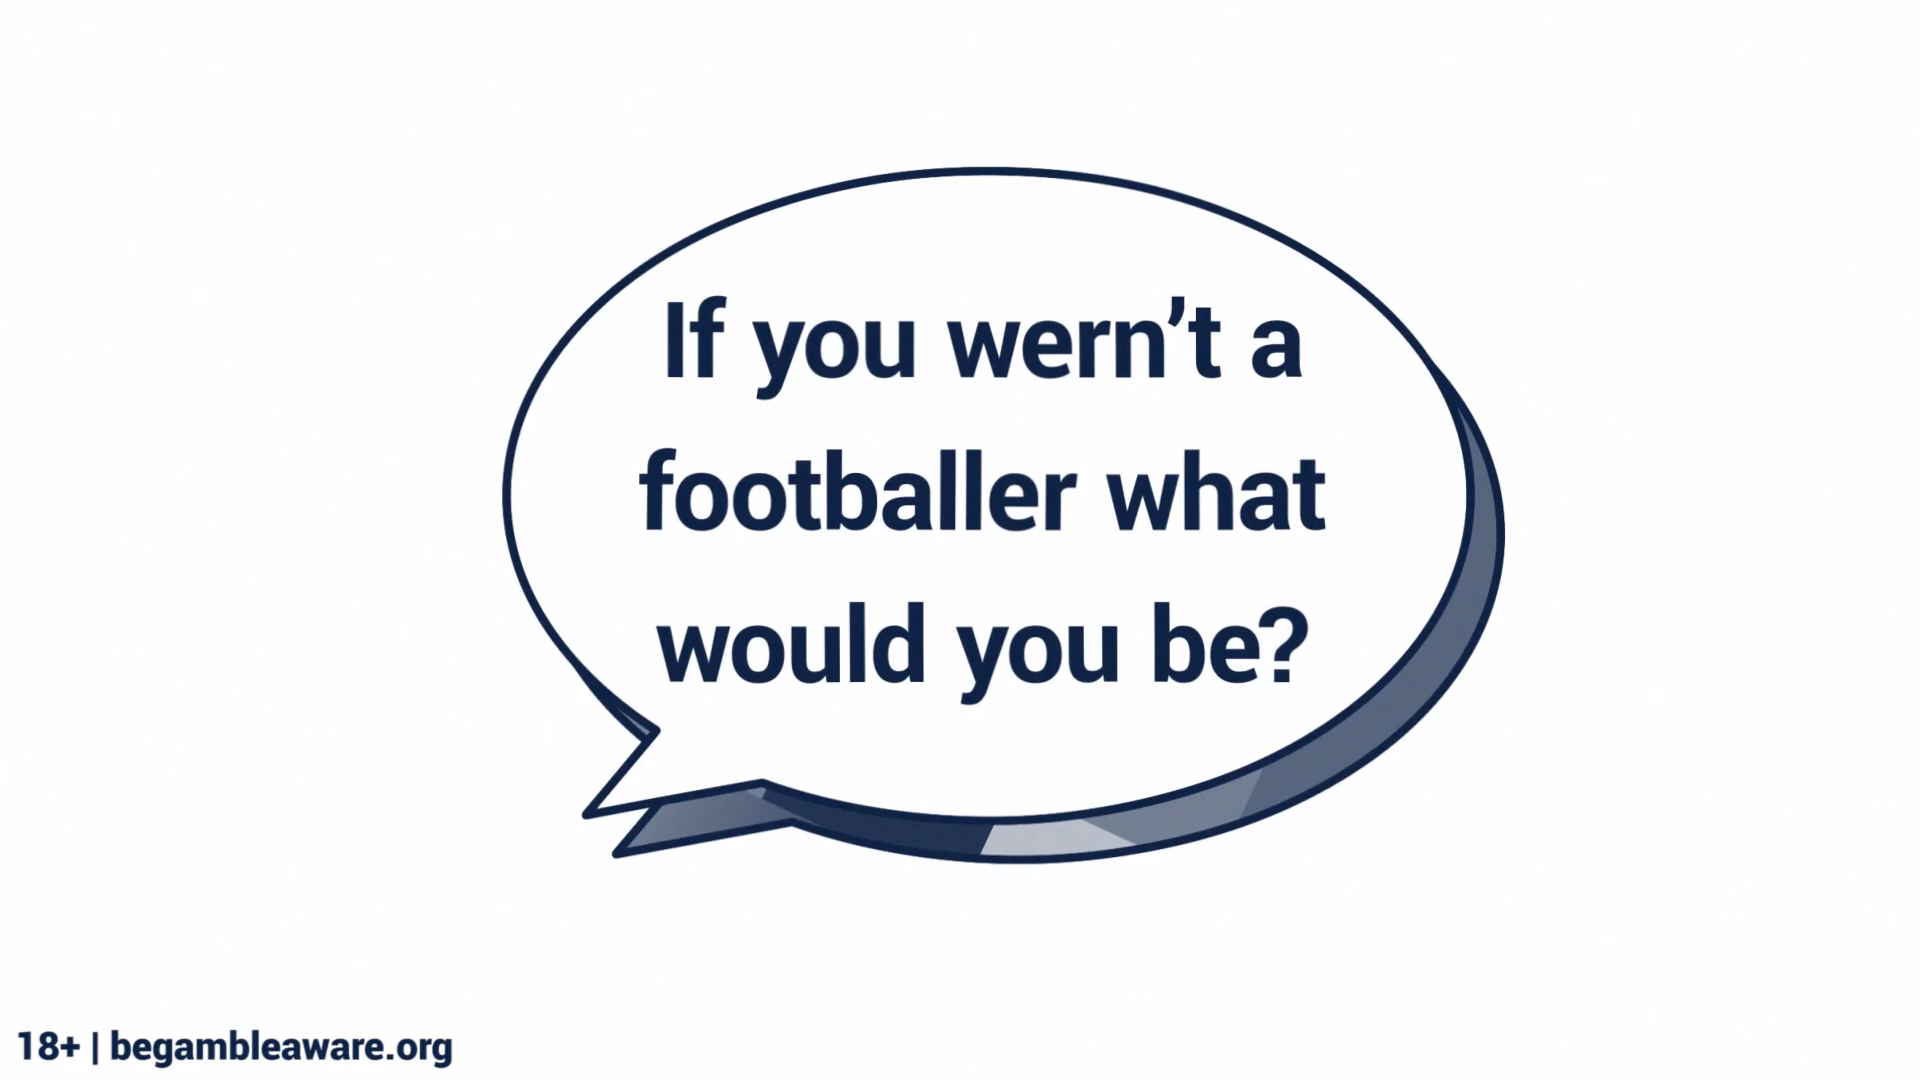 If you wern’t a
footballer what
would you be?
18+ | begambleaware.org